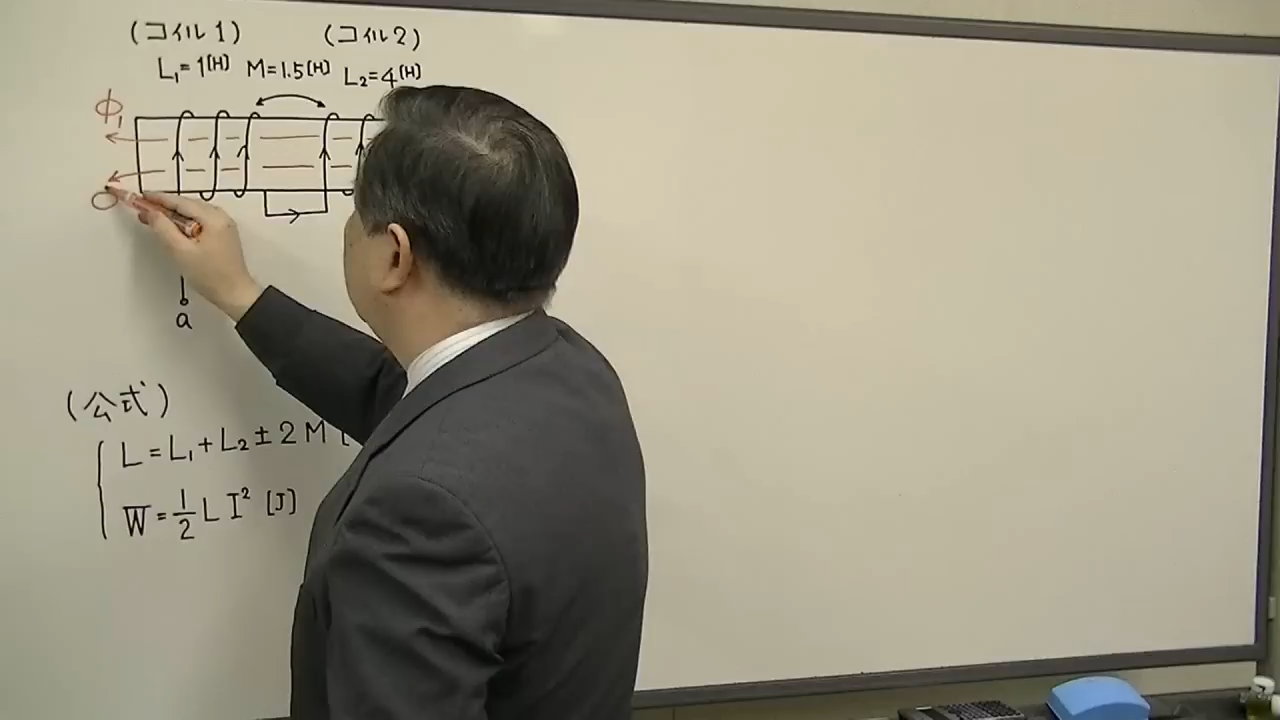 (コイル1) (コイル2)
L₁=1[H] M=1.5[H] L₂=4[H]
ϕ₁
a
(公式)
L=L₁+L₂±2M [
W=1/2 L I² [J]